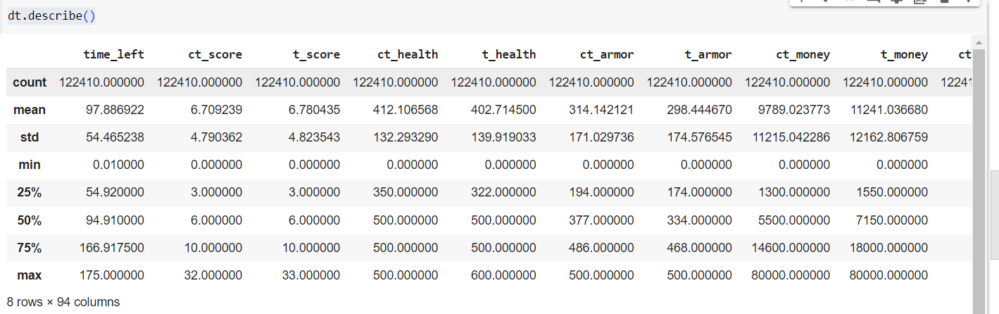 dt.describe()
time_left ct_score t_score ct_health t_health ct_armor t_armor ct_money t_money ct
count 122410.000000 122410.000000 122410.000000 122410.000000 122410.000000 122410.000000 122410.000000 122410.000000 122410.000000 12241
mean 97.886922 6.709239 6.780435 412.106568 402.714500 314.142121 298.444670 9789.023773 11241.036680
std 54.465238 4.790362 4.823543 132.293290 139.919033 171.029736 174.576545 11215.042286 12162.806759
min 0.010000 0.000000 0.000000 0.000000 0.000000 0.000000 0.000000 0.000000 0.000000
25% 54.920000 3.000000 3.000000 350.000000 322.000000 194.000000 174.000000 1300.000000 1550.000000
50% 94.910000 6.000000 6.000000 500.000000 500.000000 377.000000 334.000000 5500.000000 7150.000000
75% 166.917500 10.000000 10.000000 500.000000 500.000000 486.000000 468.000000 14600.000000 18000.000000
max 175.000000 32.000000 33.000000 500.000000 600.000000 500.000000 500.000000 80000.000000 80000.000000
8 rows × 94 columns